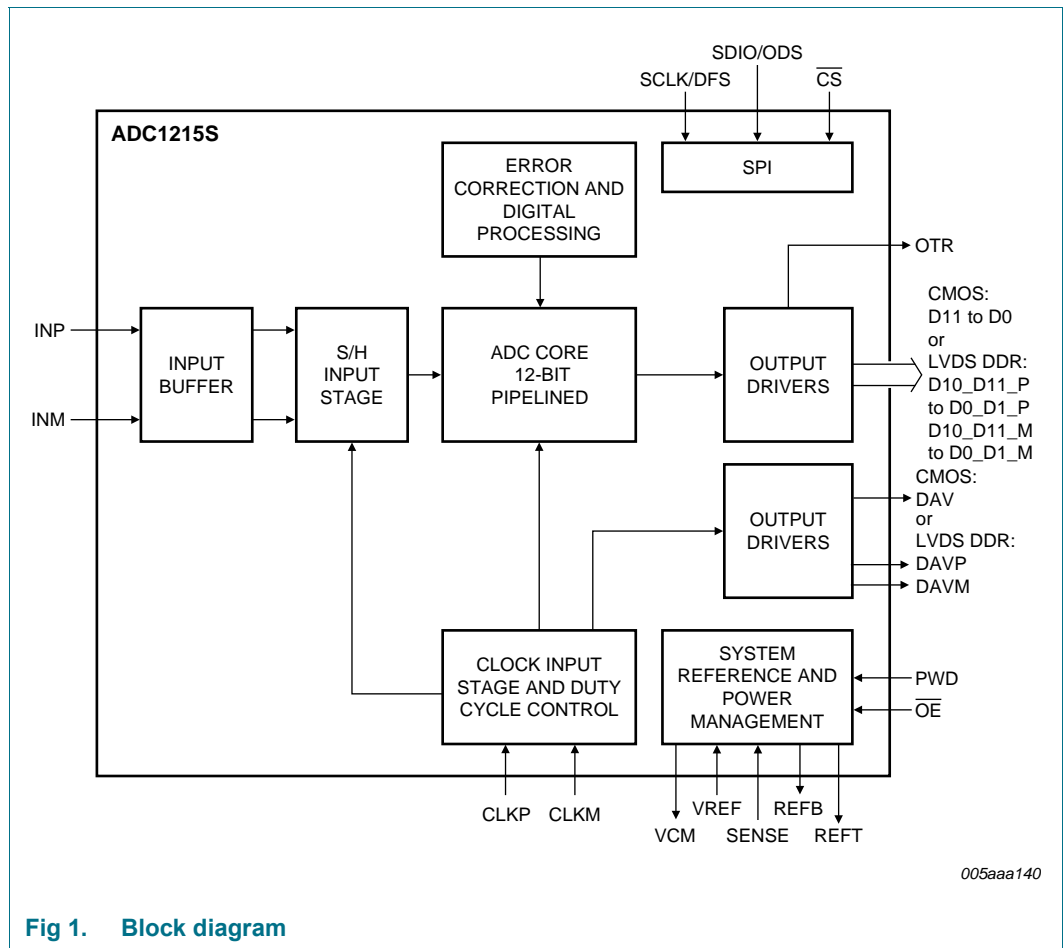 SDIO/ODS
SCLK/DFS
CS
ADC1215S
ERROR
CORRECTION AND
DIGITAL
PROCESSING
SPI
OTR
INP
INM
INPUT
BUFFER
S/H
INPUT
STAGE
ADC CORE
12-BIT
PIPELINED
OUTPUT
DRIVERS
CMOS:
D11 to D0
or
LVDS DDR:
D10_D11_P
to D0_D1_P
D10_D11_M
to D0_D1_M
OUTPUT
DRIVERS
CMOS:
DAV
or
LVDS DDR:
DAVP
DAVM
CLOCK INPUT
STAGE AND DUTY
CYCLE CONTROL
SYSTEM
REFERENCE AND
POWER
MANAGEMENT
PWD
OE
CLKP
CLKM
VCM
VREF
SENSE
REFB
REFT
005aaa140
Fig 1. Block diagram